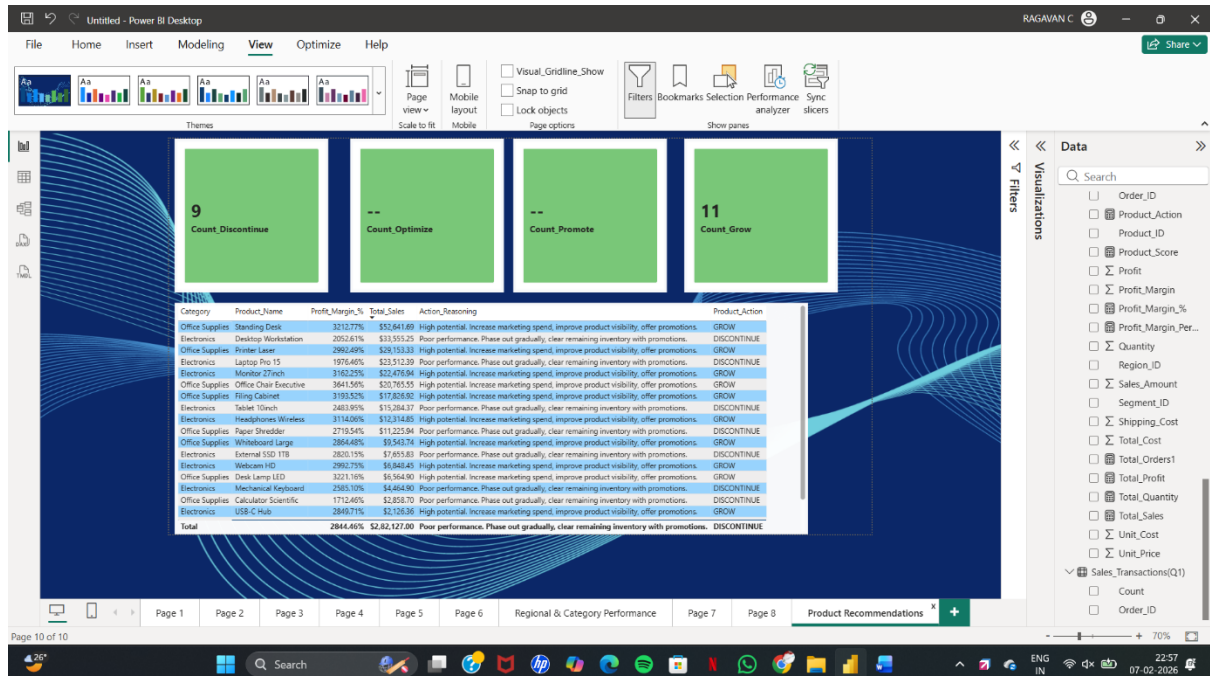 Untitled - Power BI Desktop
RAGAVAN C
File Home Insert Modeling View Optimize Help
Share
Aa Aa Aa Aa Aa Aa
Page view
Mobile layout
Visual_Gridline_Show
Snap to grid
Lock objects
Filters Bookmarks Selection Performance analyzer Sync slicers
Themes Scale to fit Mobile Page options Show panes
9
Count_Discontinue
--
Count_Optimize
--
Count_Promote
11
Count_Grow
Category Product_Name Profit_Margin_% Total_Sales Action_Reasoning Product_Action
Office Supplies Standing Desk 3212.77% $52,641.69 High potential. Increase marketing spend, improve product visibility, offer promotions. GROW
Electronics Desktop Workstation 2052.61% $33,555.25 Poor performance. Phase out gradually, clear remaining inventory with promotions. DISCONTINUE
Office Supplies Printer Laser 2992.49% $29,153.33 High potential. Increase marketing spend, improve product visibility, offer promotions. GROW
Electronics Laptop Pro 15 1976.46% $23,512.39 Poor performance. Phase out gradually, clear remaining inventory with promotions. DISCONTINUE
Electronics Monitor 27inch 3162.25% $22,476.94 High potential. Increase marketing spend, improve product visibility, offer promotions. GROW
Office Supplies Office Chair Executive 3641.56% $20,765.55 High potential. Increase marketing spend, improve product visibility, offer promotions. GROW
Office Supplies Filing Cabinet 3193.52% $17,826.92 High potential. Increase marketing spend, improve product visibility, offer promotions. GROW
Electronics Tablet 10inch 2483.95% $15,284.37 Poor performance. Phase out gradually, clear remaining inventory with promotions. DISCONTINUE
Electronics Headphones Wireless 3114.06% $12,314.85 High potential. Increase marketing spend, improve product visibility, offer promotions. GROW
Office Supplies Paper Shredder 2719.54% $11,225.94 Poor performance. Phase out gradually, clear remaining inventory with promotions. DISCONTINUE
Office Supplies Whiteboard Large 2864.48% $9,543.74 High potential. Increase marketing spend, improve product visibility, offer promotions. GROW
Electronics External SSD 1TB 2820.15% $7,655.83 Poor performance. Phase out gradually, clear remaining inventory with promotions. DISCONTINUE
Electronics Webcam HD 2992.75% $6,848.45 High potential. Increase marketing spend, improve product visibility, offer promotions. GROW
Office Supplies Desk Lamp LED 3221.16% $6,564.90 High potential. Increase marketing spend, improve product visibility, offer promotions. GROW
Electronics Mechanical Keyboard 2585.10% $4,464.90 Poor performance. Phase out gradually, clear remaining inventory with promotions. DISCONTINUE
Office Supplies Calculator Scientific 1712.46% $2,858.70 Poor performance. Phase out gradually, clear remaining inventory with promotions. DISCONTINUE
Electronics USB-C Hub 2849.71% $2,126.36 High potential. Increase marketing spend, improve product visibility, offer promotions. GROW
Total 2844.46% $2,82,127.00 Poor performance. Phase out gradually, clear remaining inventory with promotions. DISCONTINUE
Filters
Visualizations
Data
Search
Order_ID
Product_Action
Product_ID
Product_Score
Profit
Profit_Margin
Profit_Margin_%
Profit_Margin_Per...
Quantity
Region_ID
Sales_Amount
Segment_ID
Shipping_Cost
Total_Cost
Total_Orders1
Total_Profit
Total_Quantity
Total_Sales
Unit_Cost
Unit_Price
Sales_Transactions(Q1)
Count
Order_ID
Page 1 Page 2 Page 3 Page 4 Page 5 Page 6 Regional & Category Performance Page 7 Page 8 Product Recommendations
Page 10 of 10
70%
26°
Search
ENG
IN
22:57
07-02-2026